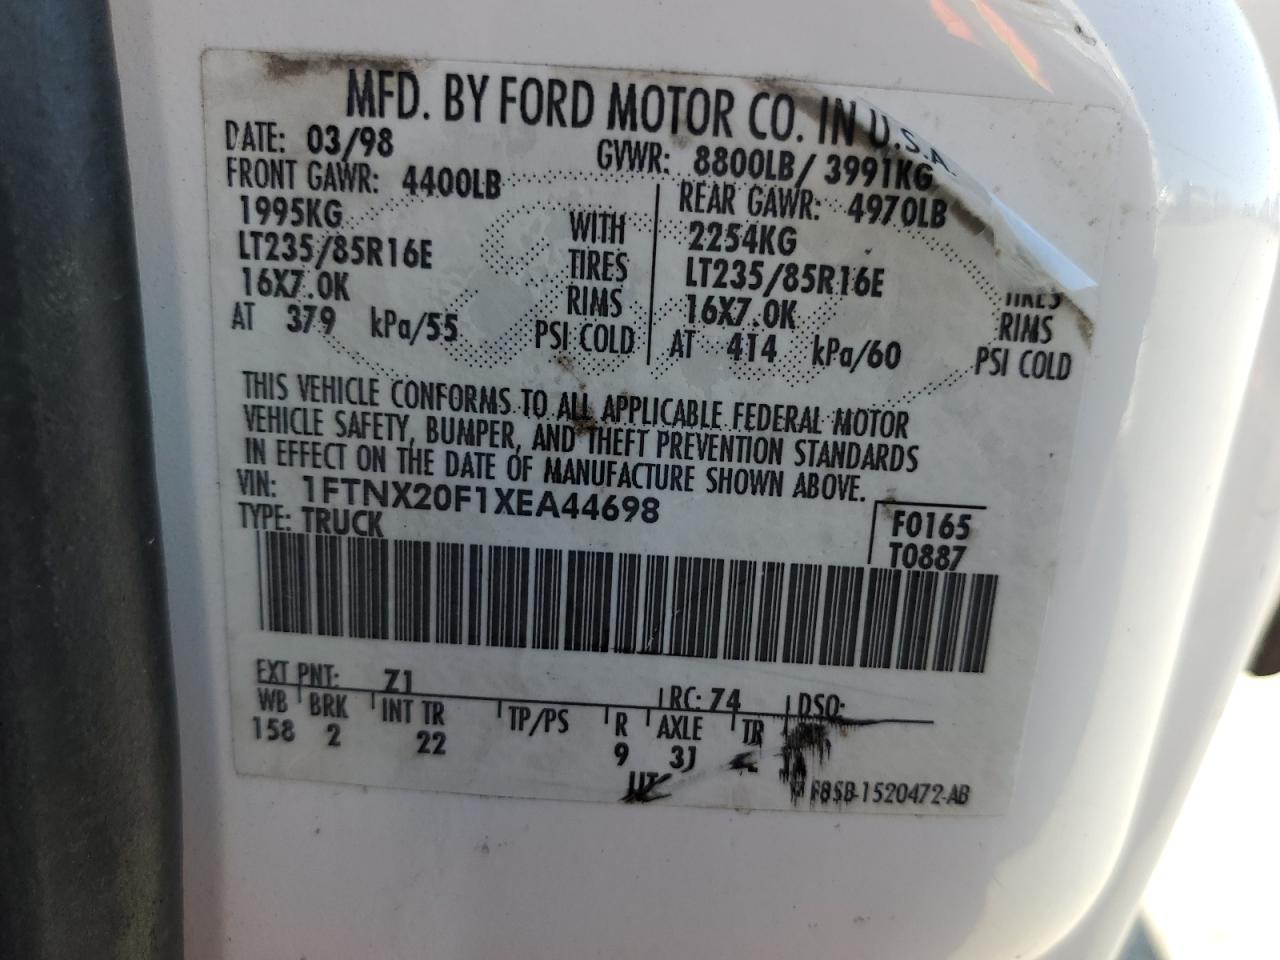 MFD. BY FORD MOTOR CO. IN U.S.A.
DATE: 03/98 GVWR: 8800LB/ 3991KG
FRONT GAWR: 4400LB REAR GAWR: 4970LB
1995KG WITH 2254KG
LT235/85R16E TIRES LT235/85R16E TIRES
16X7.0K RIMS 16X7.0K RIMS
AT 379 kPa/55 PSI COLD AT 414 kPa/60 PSI COLD
THIS VEHICLE CONFORMS TO ALL APPLICABLE FEDERAL MOTOR
VEHICLE SAFETY, BUMPER, AND THEFT PREVENTION STANDARDS
IN EFFECT ON THE DATE OF MANUFACTURE SHOWN ABOVE.
VIN: 1FTNX20F1XEA44698 F0165
TYPE: TRUCK T0887
EXT PNT: Z1 RC: 74 DSO:
WB BRK INT TR TP/PS R AXLE TR
158 2 22 9 3J
F8SB-1520472-AB